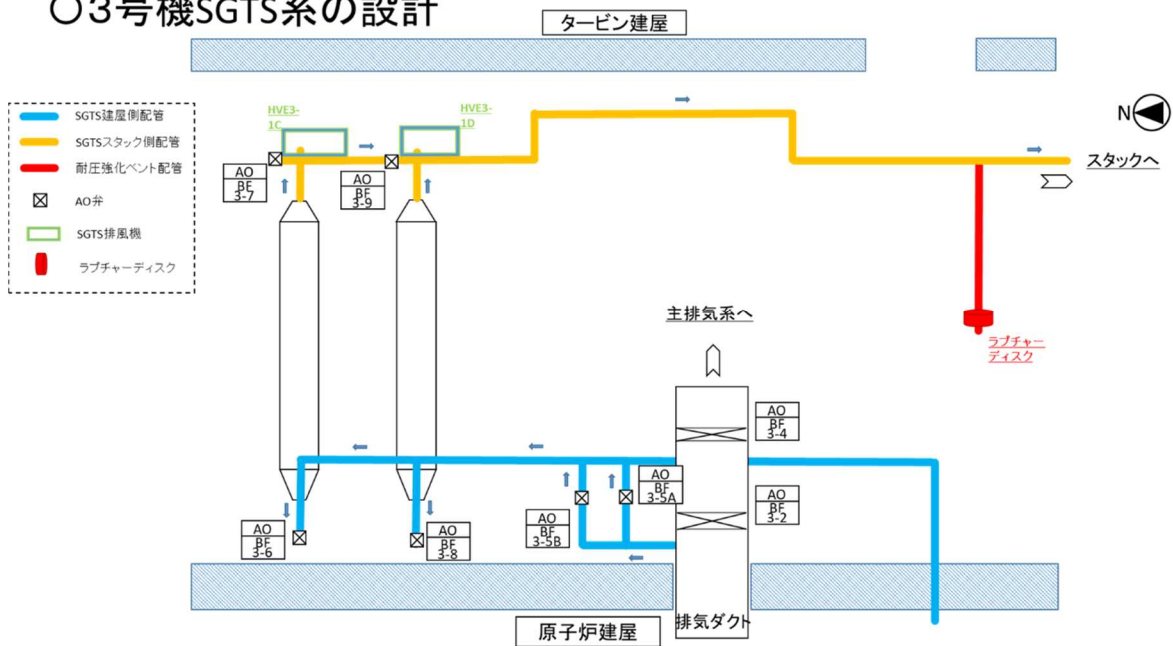 〇3号機SGTS系の設計
タービン建屋
SGTS建屋側配管
SGTSスタック側配管
耐圧強化ベント配管
AO弁
SGTS排風機
ラプチャーディスク
HVE3-
1C
HVE3-
1D
N
AO
BF
3-7
AO
BF
3-9
スタックへ
主排気系へ
ラプチャー
ディスク
AO
BF
3-4
AO
BF
3-5A
AO
BF
3-2
AO
BF
3-5B
AO
BF
3-6
AO
BF
3-8
排気ダクト
原子炉建屋